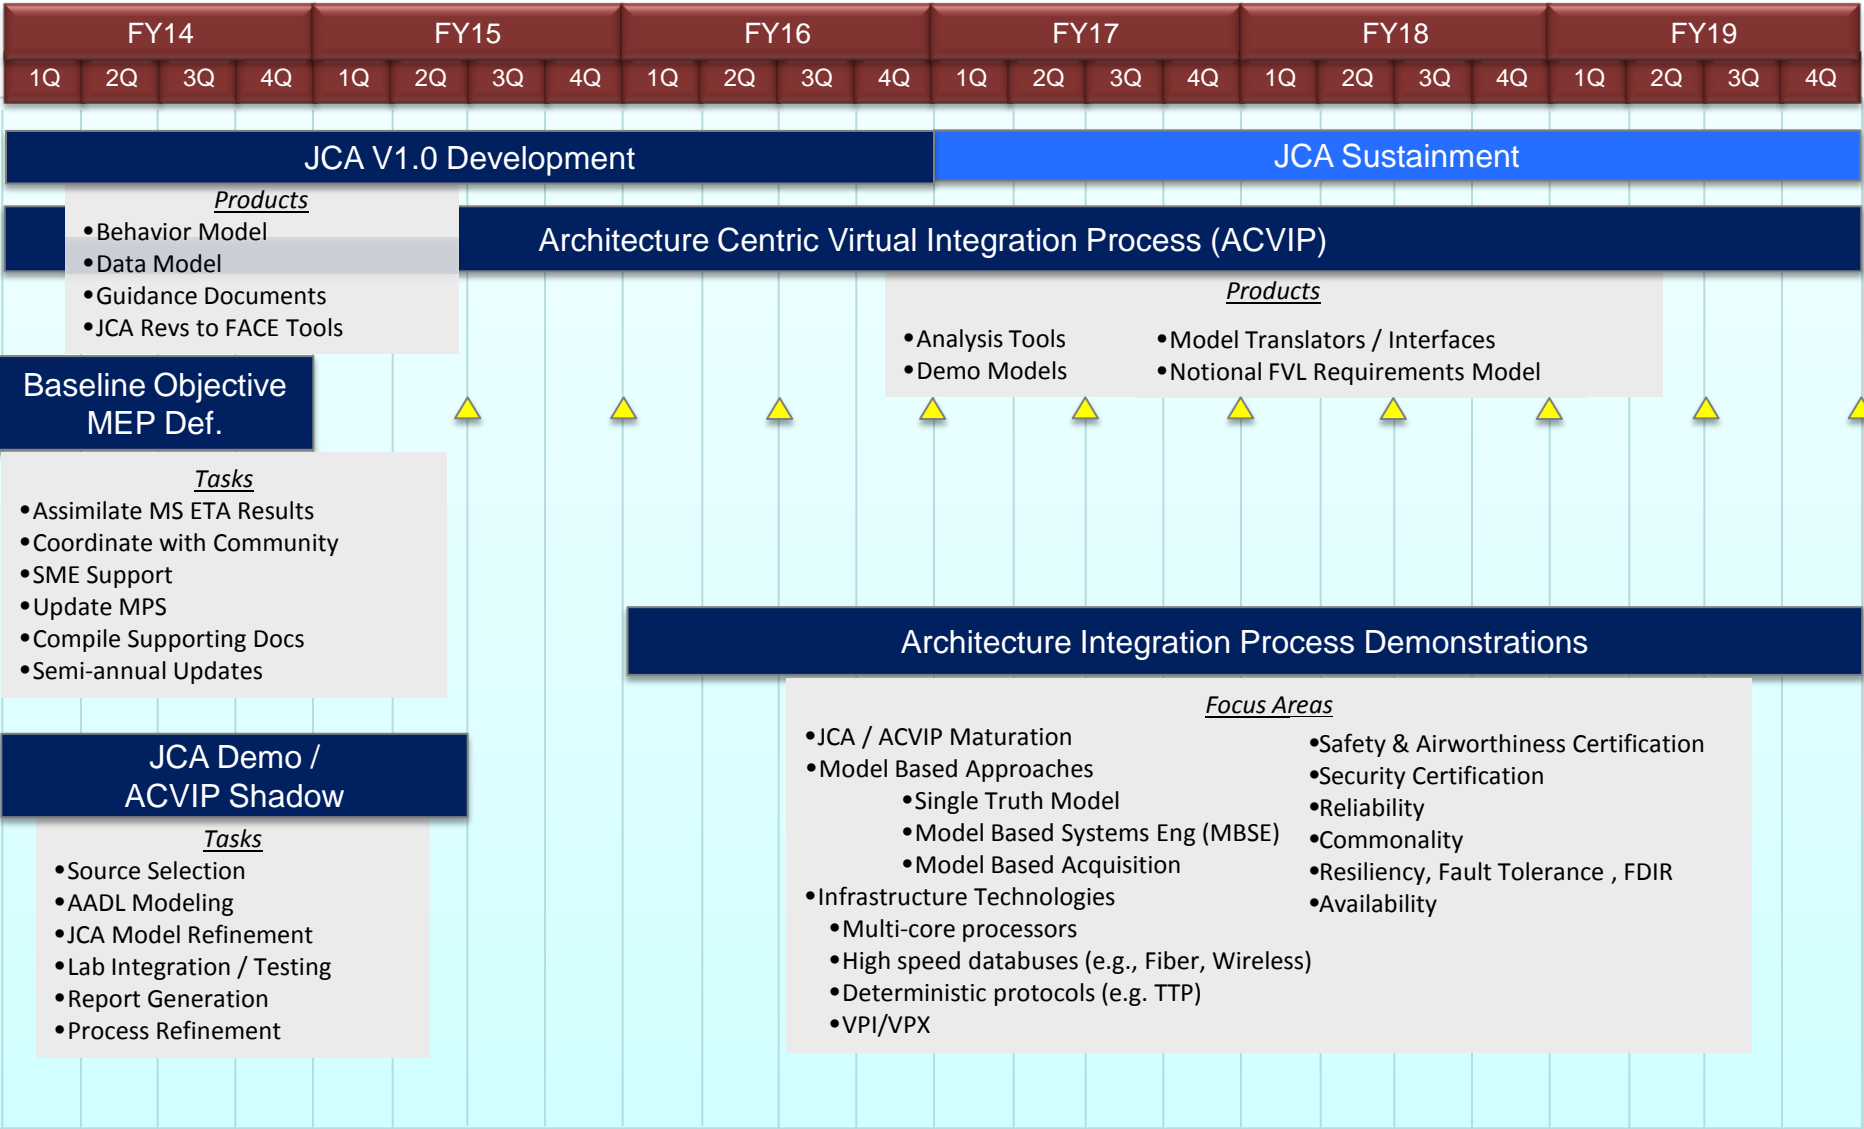 FY14 FY15 FY16 FY17 FY18 FY19
1Q 2Q 3Q 4Q 1Q 2Q 3Q 4Q 1Q 2Q 3Q 4Q 1Q 2Q 3Q 4Q 1Q 2Q 3Q 4Q 1Q 2Q 3Q 4Q
JCA V1.0 Development
JCA Sustainment
Products
•Behavior Model
•Data Model
•Guidance Documents
•JCA Revs to FACE Tools
Architecture Centric Virtual Integration Process (ACVIP)
Products
•Analysis Tools
•Demo Models
•Model Translators / Interfaces
•Notional FVL Requirements Model
Baseline Objective
MEP Def.
Tasks
•Assimilate MS ETA Results
•Coordinate with Community
•SME Support
•Update MPS
•Compile Supporting Docs
•Semi-annual Updates
Architecture Integration Process Demonstrations
Focus Areas
•JCA / ACVIP Maturation
•Model Based Approaches
•Single Truth Model
•Model Based Systems Eng (MBSE)
•Model Based Acquisition
•Infrastructure Technologies
•Multi-core processors
•High speed databuses (e.g., Fiber, Wireless)
•Deterministic protocols (e.g. TTP)
•VPI/VPX
•Safety & Airworthiness Certification
•Security Certification
•Reliability
•Commonality
•Resiliency, Fault Tolerance , FDIR
•Availability
JCA Demo /
ACVIP Shadow
Tasks
•Source Selection
•AADL Modeling
•JCA Model Refinement
•Lab Integration / Testing
•Report Generation
•Process Refinement